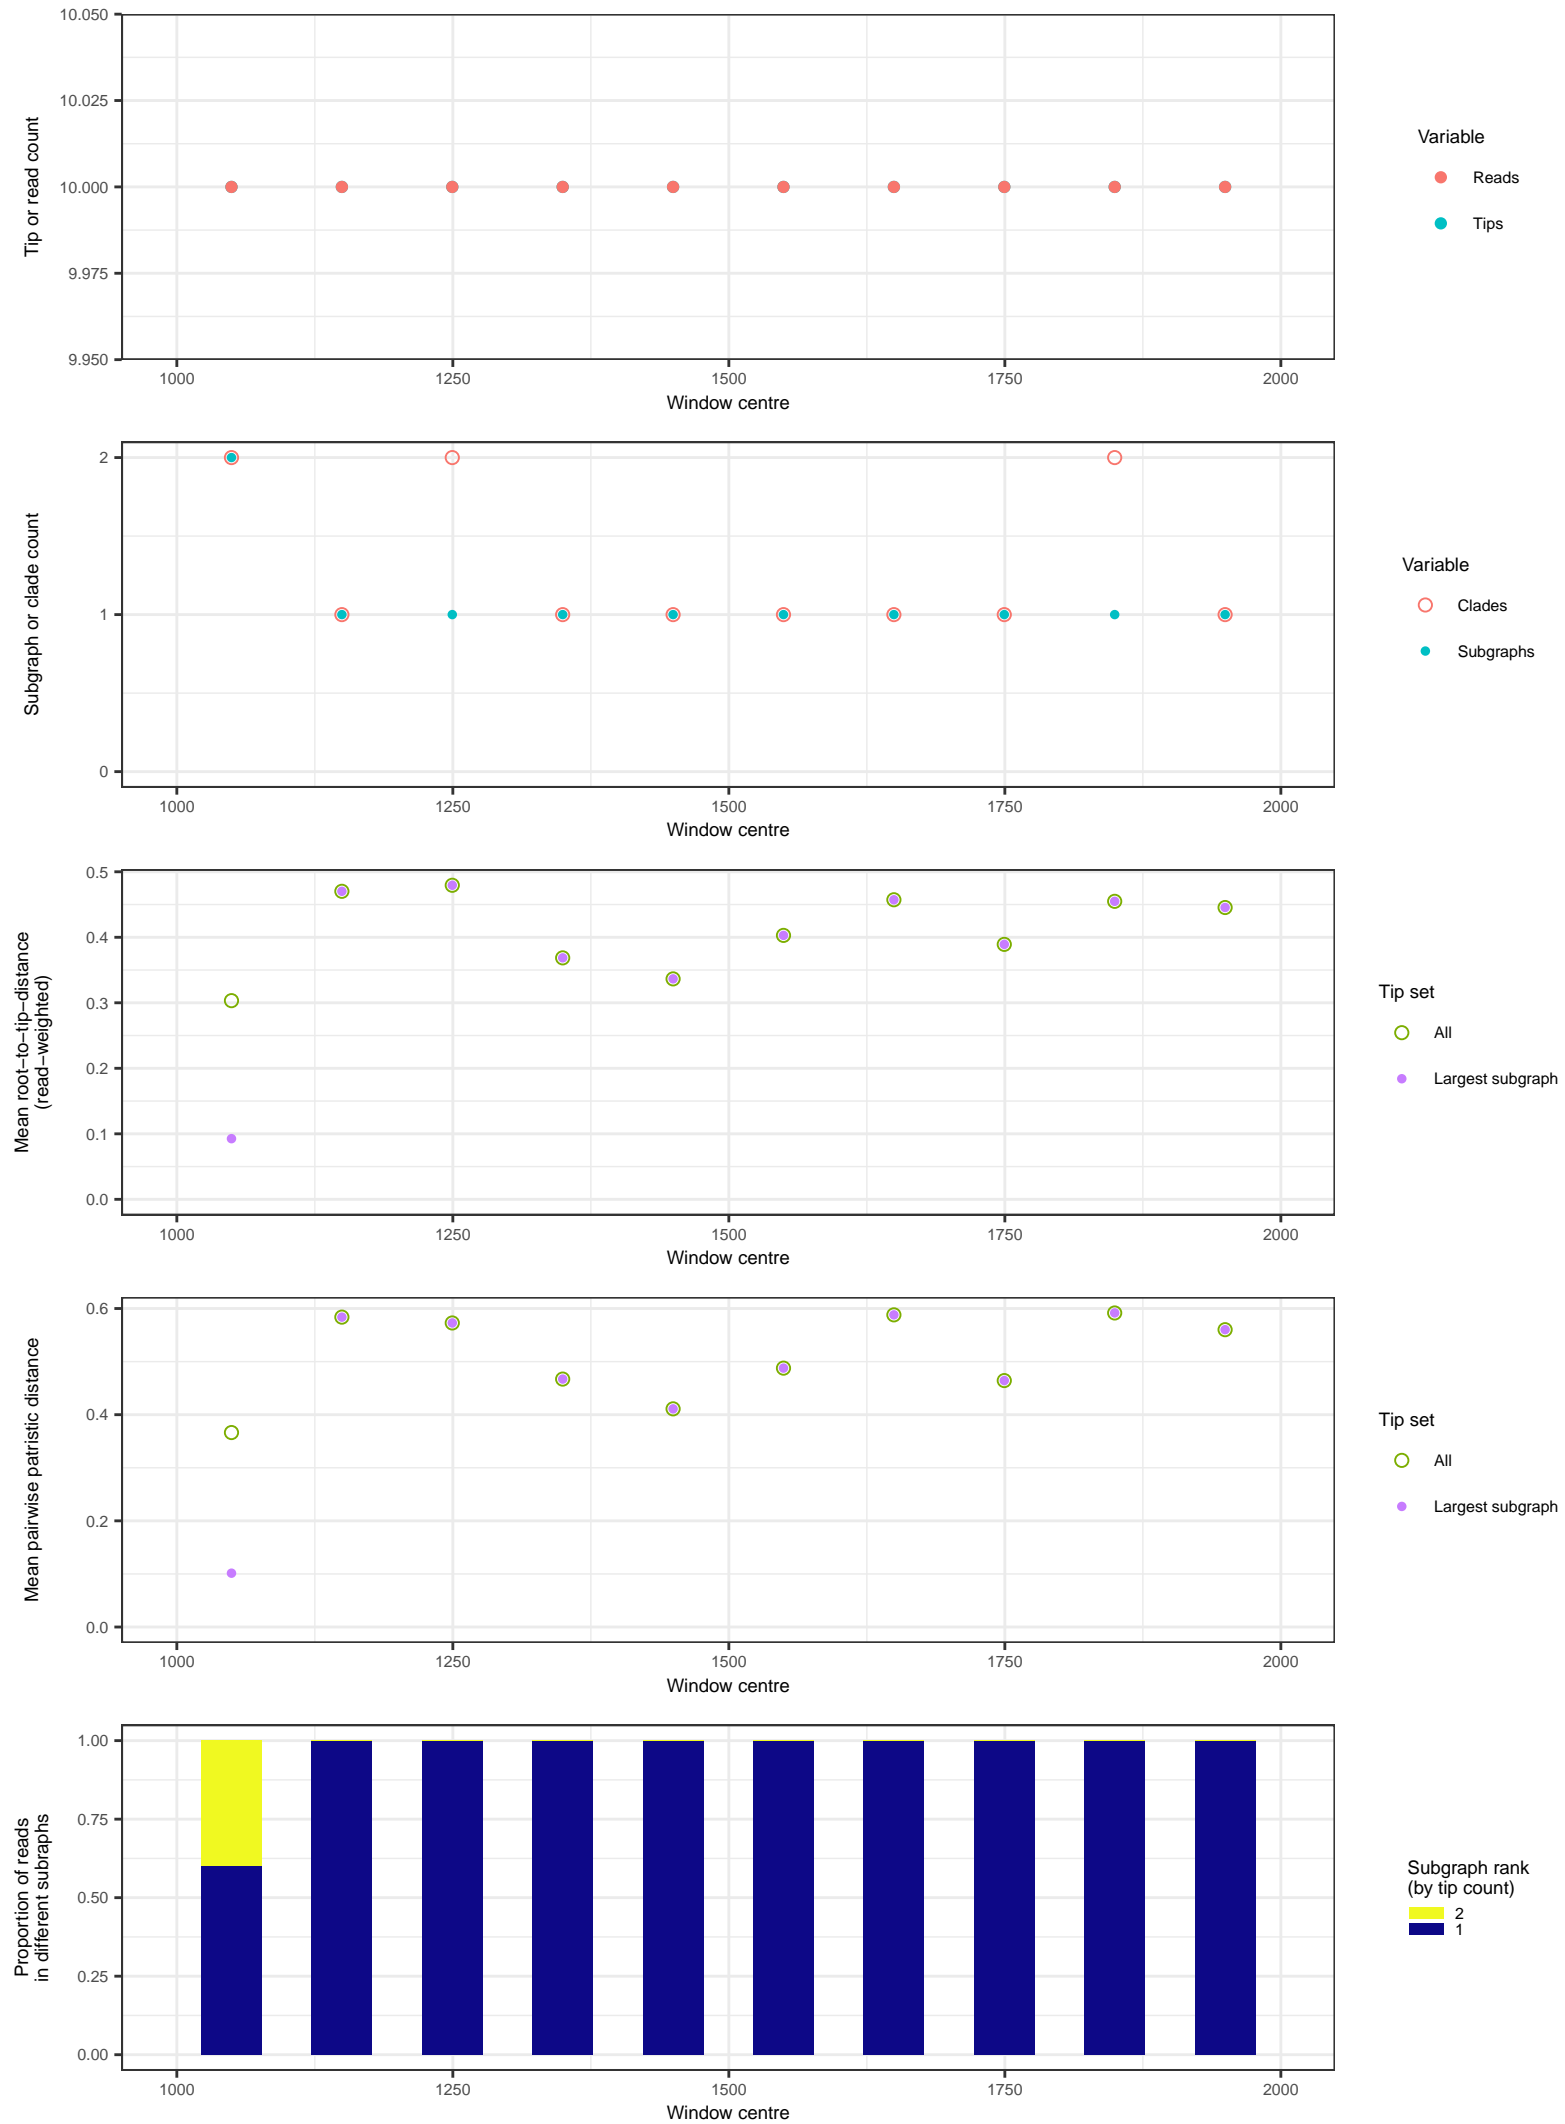 10.050
10.025
10.000
9.975
9.950
Tip or read count
1000 1250 1500 1750 2000
Window centre
Variable
Reads
Tips
2
1
0
Subgraph or clade count
1000 1250 1500 1750 2000
Window centre
Variable
Clades
Subgraphs
0.5
0.4
0.3
0.2
0.1
0.0
Mean root−to−tip−distance
(read−weighted)
1000 1250 1500 1750 2000
Window centre
Tip set
All
Largest subgraph
0.6
0.4
0.2
0.0
Mean pairwise patristic distance
1000 1250 1500 1750 2000
Window centre
Tip set
All
Largest subgraph
1.00
0.75
0.50
0.25
0.00
Proportion of reads
in different subraphs
1000 1250 1500 1750 2000
Window centre
Subgraph rank
(by tip count)
2
1